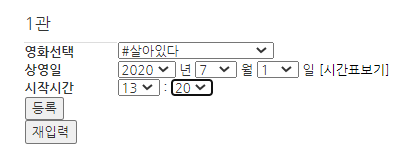 1관
영화선택 #살아있다
상영일 2020 년 7 월 1 일 [시간표보기]
시작시간 13 : 20
등록
재입력